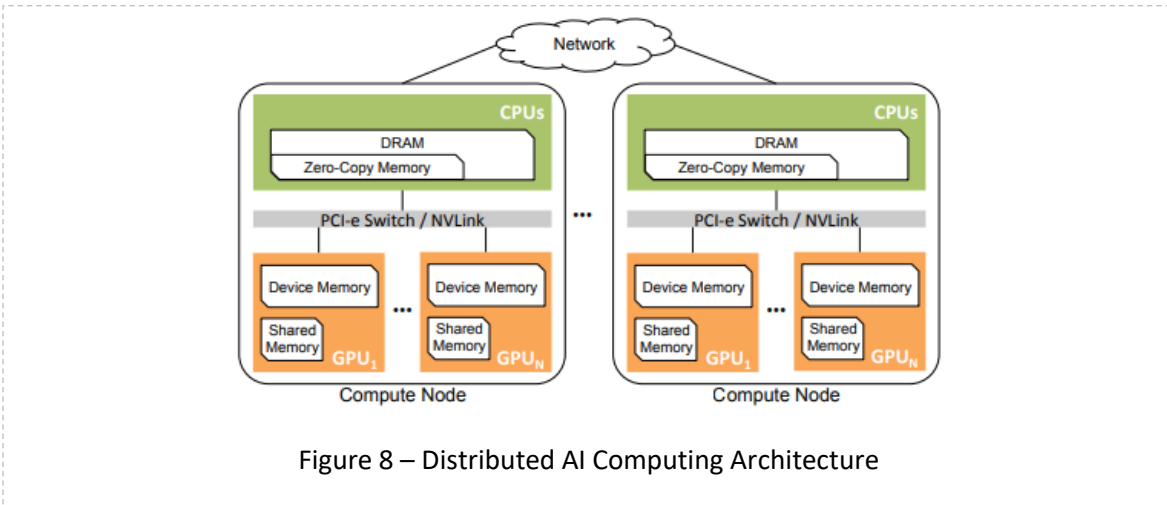 Network
CPUs
DRAM
Zero-Copy Memory
PCI-e Switch / NVLink
Device Memory
Shared
Memory
GPU1
...
Device Memory
Shared
Memory
GPUN
Compute Node
...
CPUs
DRAM
Zero-Copy Memory
PCI-e Switch / NVLink
Device Memory
Shared
Memory
GPU1
...
Device Memory
Shared
Memory
GPUN
Compute Node
Figure 8 – Distributed AI Computing Architecture